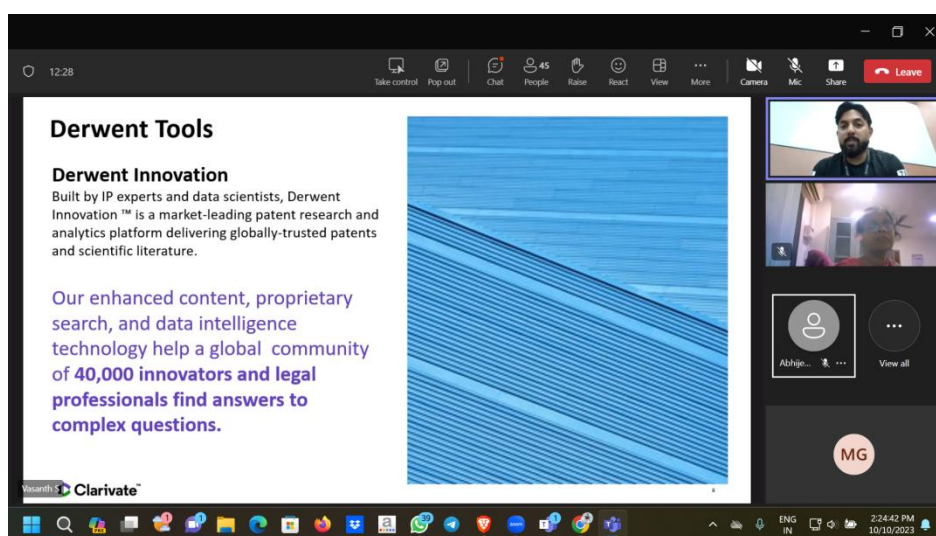 12:28
Take control
Pop out
Chat
45
People
Raise
React
View
More
Camera
Mic
Share
Leave
Derwent Tools
Derwent Innovation
Built by IP experts and data scientists, Derwent
Innovation ™ is a market-leading patent research and
analytics platform delivering globally-trusted patents
and scientific literature.
Our enhanced content, proprietary
search, and data intelligence
technology help a global community
of 40,000 innovators and legal
professionals find answers to
complex questions.
Vasanth S
Clarivate™
Abhije...
View all
MG
39
ENG
IN
2:24:42 PM
10/10/2023